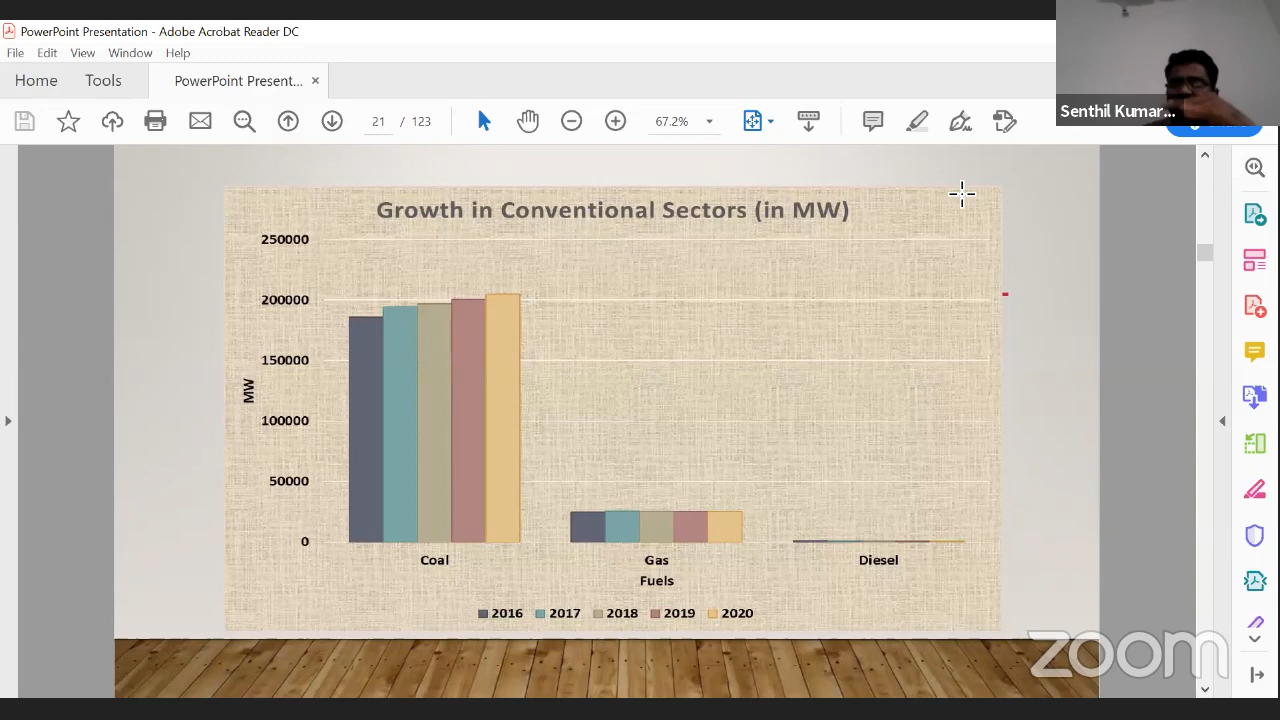 PowerPoint Presentation - Adobe Acrobat Reader DC
File Edit View Window Help
Home Tools PowerPoint Present... ×
21 / 123 67.2%
Senthil Kumar...
Growth in Conventional Sectors (in MW)
250000
200000
150000
100000
50000
0
MW
Coal Gas Diesel
Fuels
2016 2017 2018 2019 2020
zoom